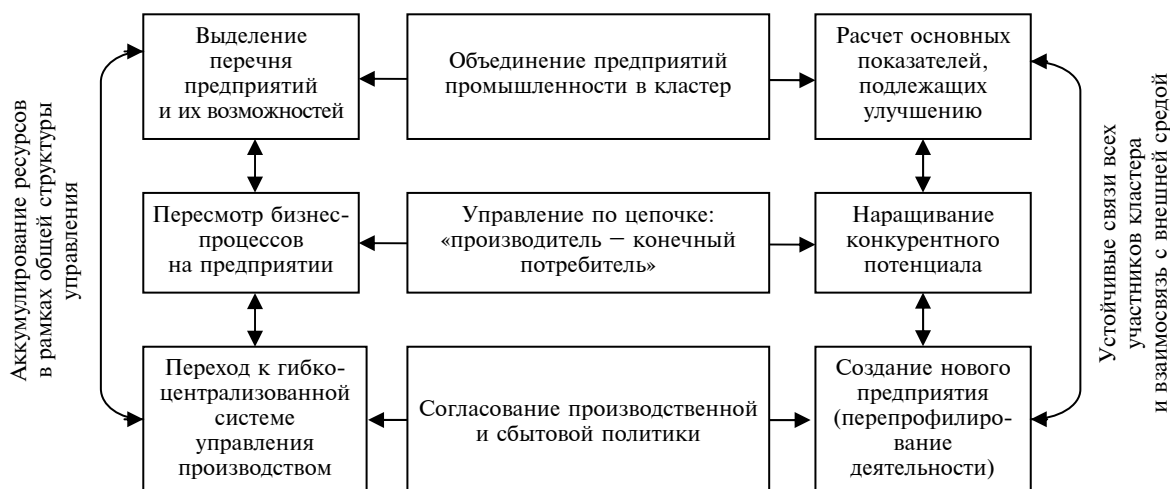 Аккумулирование ресурсов
в рамках общей структуры
управления
Выделение
перечня
предприятий
и их возможностей
Объединение предприятий
промышленности в кластер
Расчет основных
показателей,
подлежащих
улучшению
Пересмотр бизнес-
процессов
на предприятии
Управление по цепочке:
«производитель – конечный
потребитель»
Наращивание
конкурентного
потенциала
Переход к гибко-
централизованной
системе
управления
производством
Согласование производственной
и сбытовой политики
Создание нового
предприятия
(перепрофилиро-
вание
деятельности)
Устойчивые связи всех
участников кластера
и взаимосвязь с внешней средой